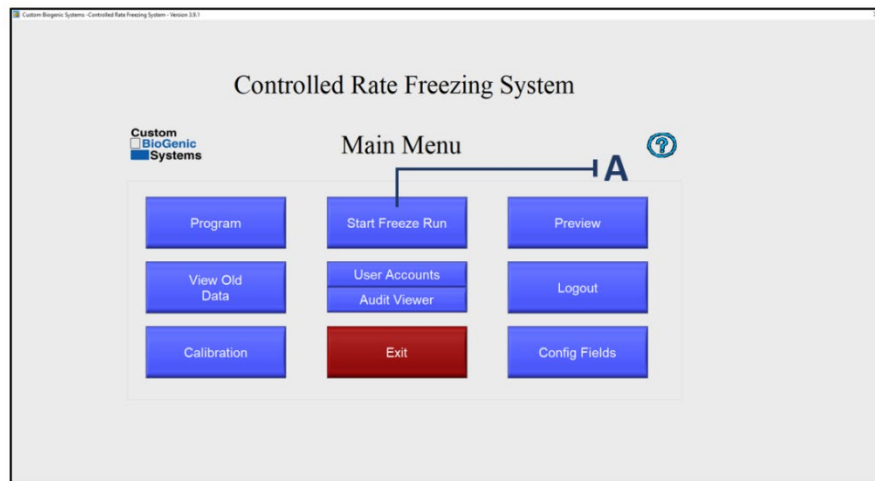 Custom Biogenic Systems -Controlled Rate Freezing System - Version 3.9.1
Controlled Rate Freezing System
Custom
BioGenic
Systems
Main Menu
?
A
Program
Start Freeze Run
Preview
View Old
Data
User Accounts
Audit Viewer
Logout
Calibration
Exit
Config Fields